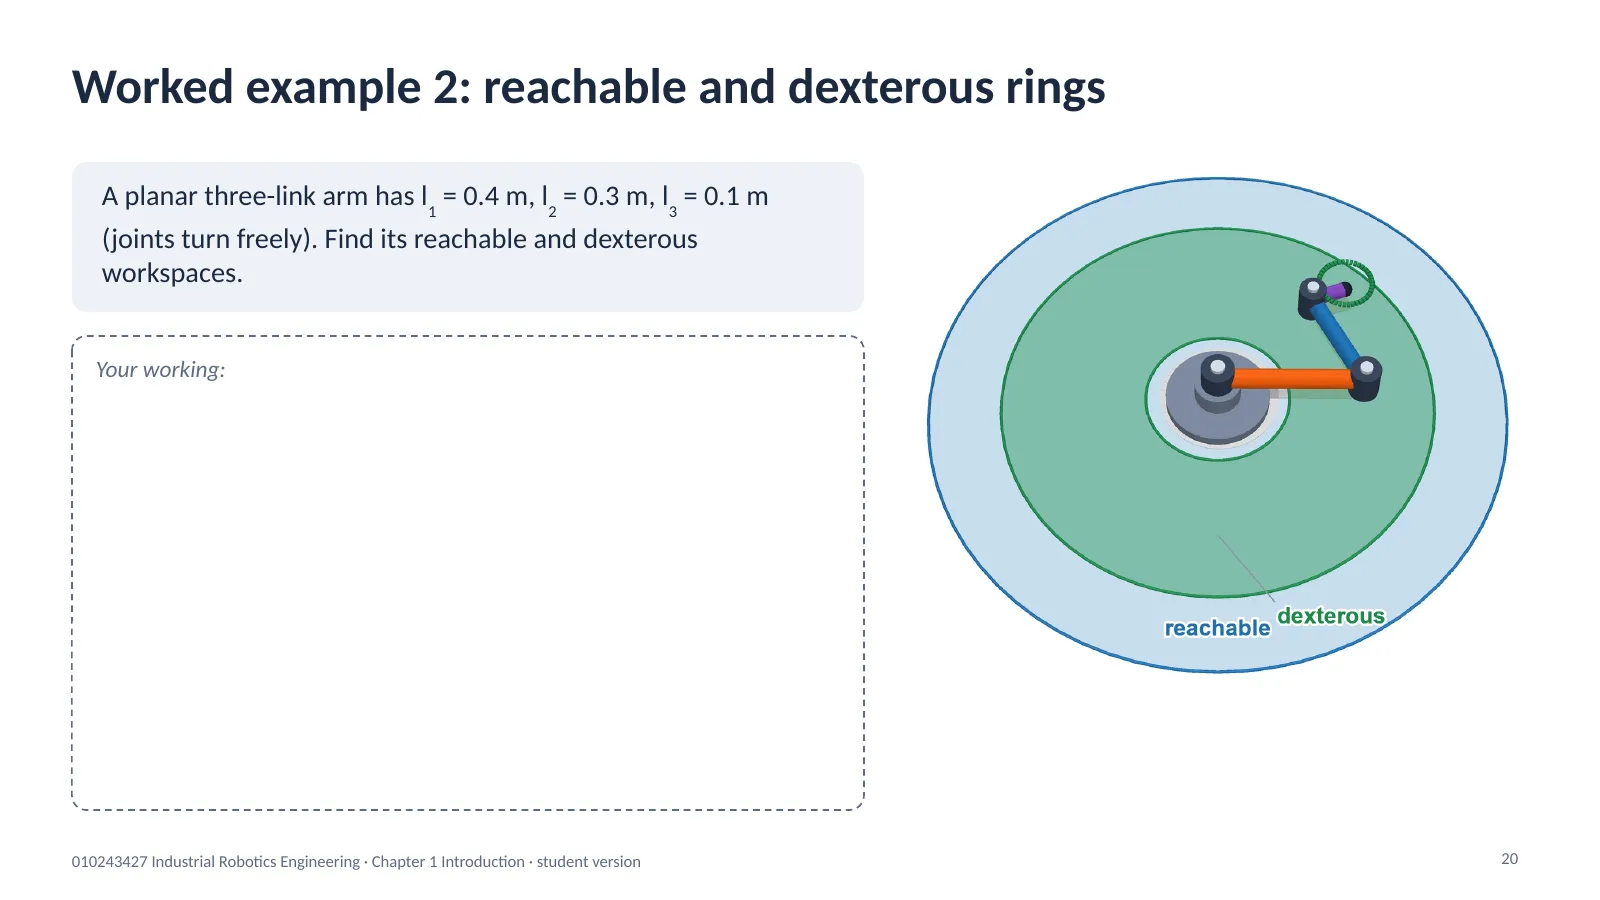 Worked example 2: reachable and dexterous rings
A planar three-link arm has l₁ = 0.4 m, l₂ = 0.3 m, l₃ = 0.1 m
(joints turn freely). Find its reachable and dexterous
workspaces.
Your working:
reachable
dexterous
010243427 Industrial Robotics Engineering · Chapter 1 Introduction · student version
20